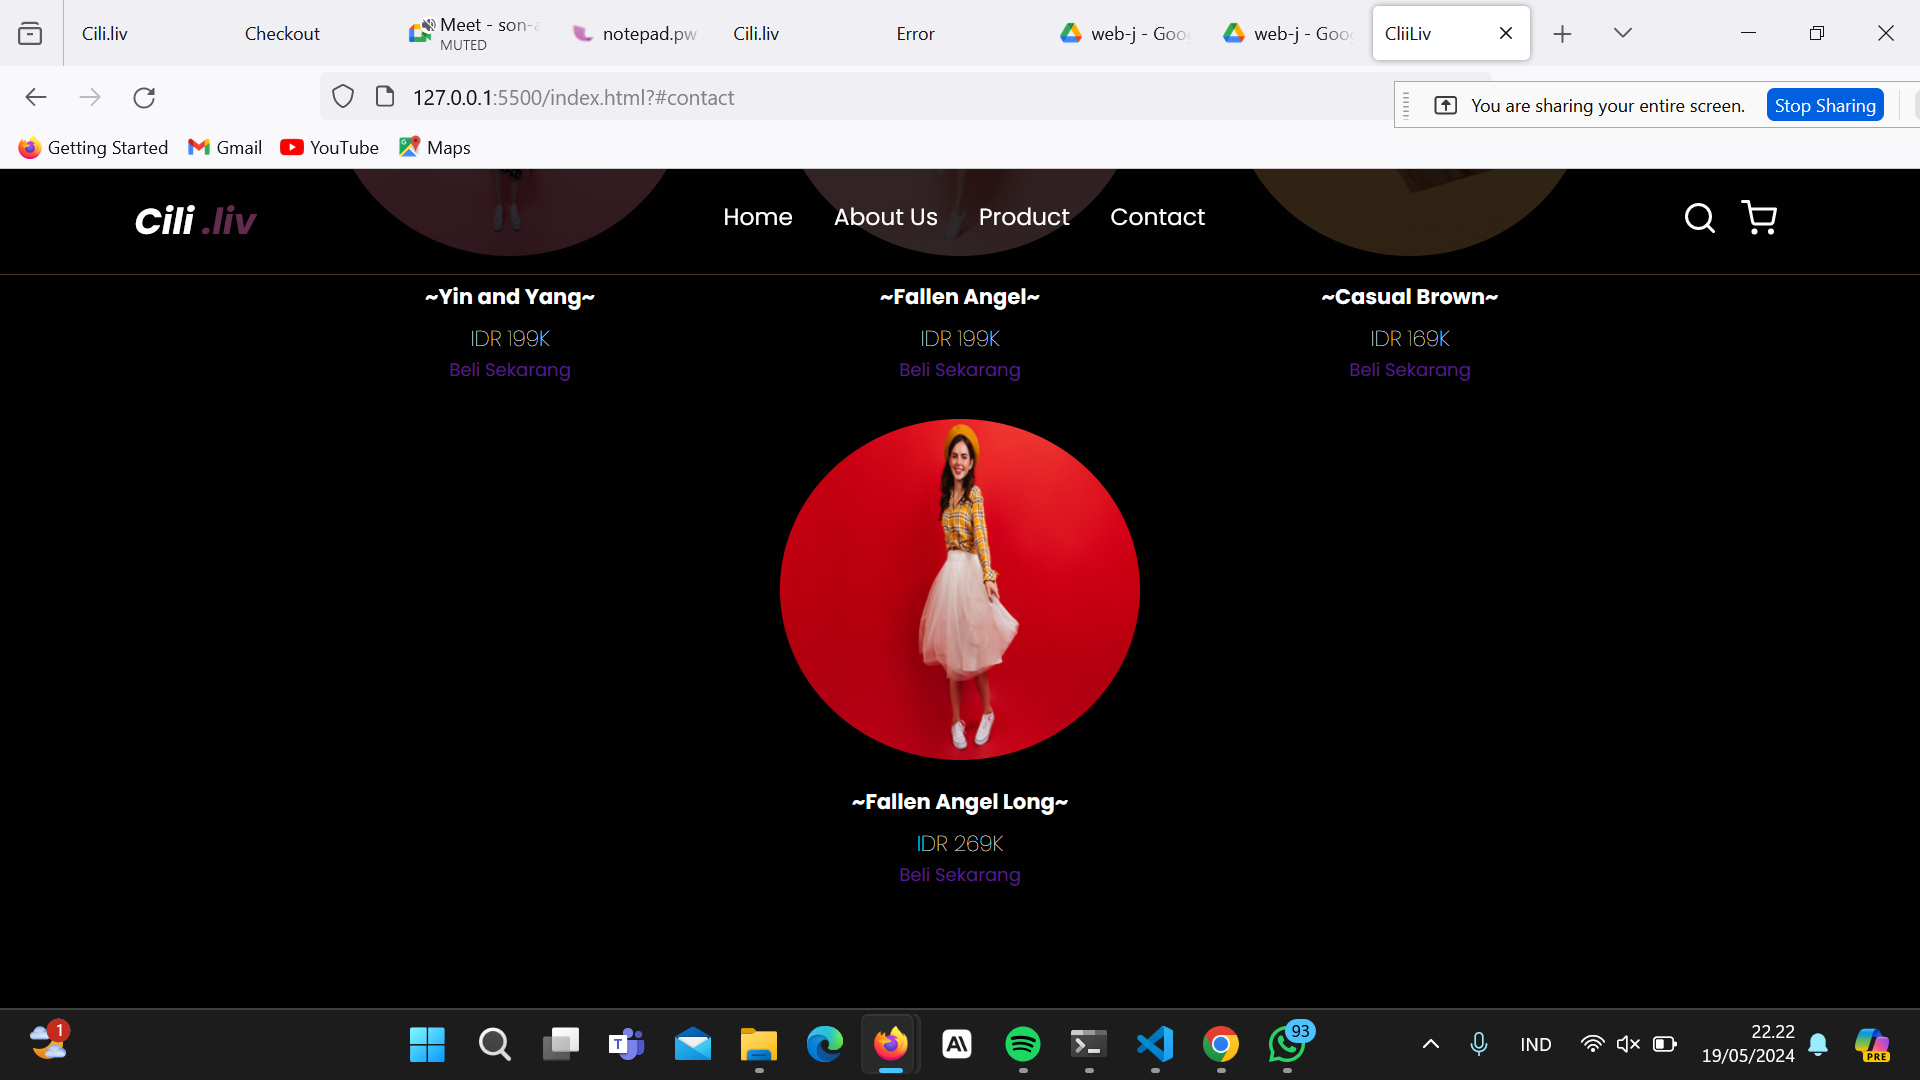 Cili.liv
Checkout
Meet - son-a
MUTED
notepad.pw
Cili.liv
Error
web-j - Goo
web-j - Goo
CliiLiv
127.0.0.1:5500/index.html?#contact
You are sharing your entire screen.
Stop Sharing
Getting Started
Gmail
YouTube
Maps
Cili .liv
Home
About Us
Product
Contact
~Yin and Yang~
IDR 199K
Beli Sekarang
~Fallen Angel~
IDR 199K
Beli Sekarang
~Casual Brown~
IDR 169K
Beli Sekarang
~Fallen Angel Long~
IDR 269K
Beli Sekarang
1
93
IND
22.22
19/05/2024
PRE